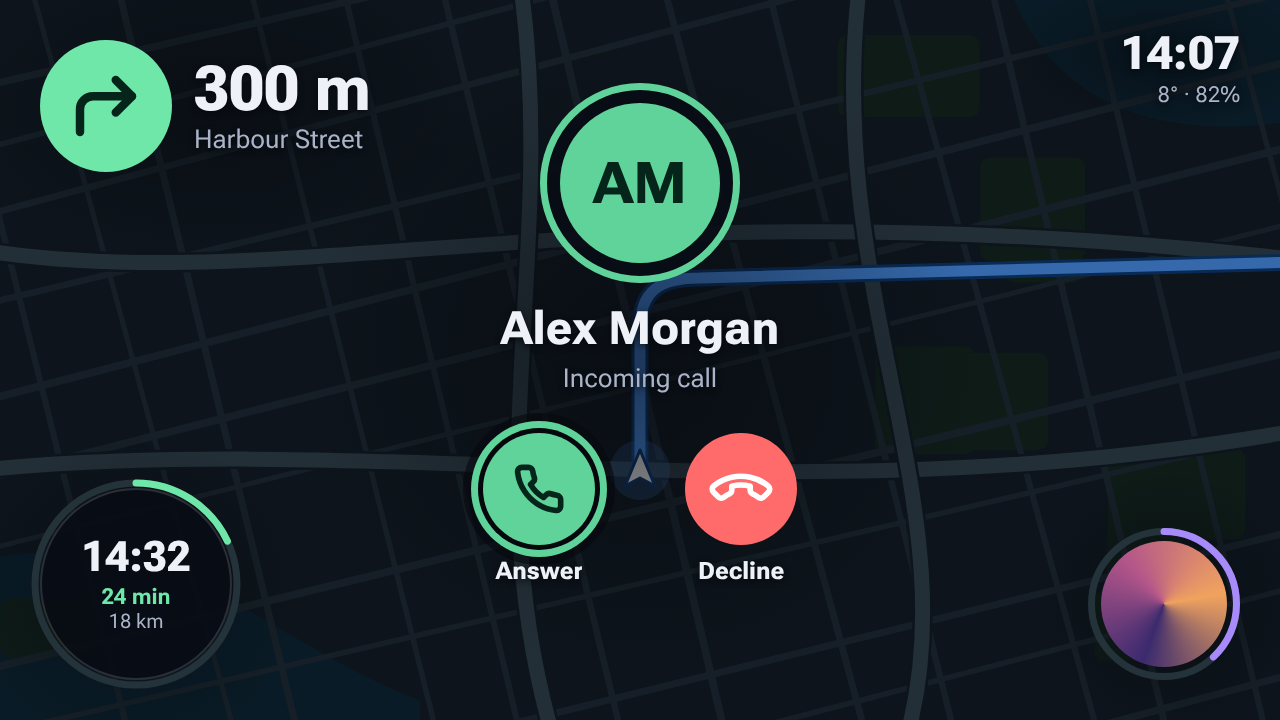 300 m
Harbour Street
14:07
8° · 82%
AM
Alex Morgan
Incoming call
Answer
Decline
14:32
24 min
18 km